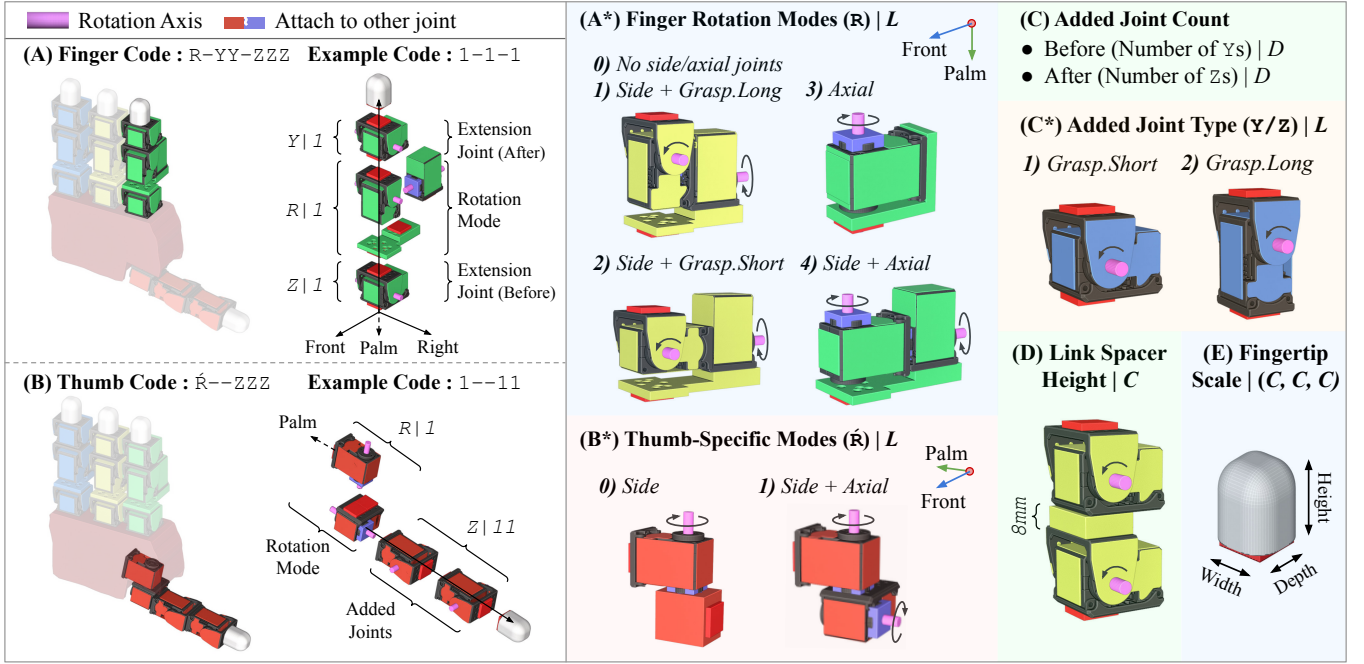 Rotation Axis
Attach to other joint
(A) Finger Code : R-YY-ZZZ
Example Code : 1-1-1
Y|1
Extension
Joint (After)
R|1
Rotation
Mode
Z|1
Extension
Joint (Before)
Front
Palm
Right
(B) Thumb Code : Ŕ--ZZZ
Example Code : 1--11
Palm
R|1
Z|11
Rotation
Mode
Added
Joints
(A*) Finger Rotation Modes (R) | L
Front
Palm
0) No side/axial joints
1) Side + Grasp.Long
3) Axial
2) Side + Grasp.Short
4) Side + Axial
(B*) Thumb-Specific Modes (Ŕ) | L
Palm
Front
0) Side
1) Side + Axial
(C) Added Joint Count
● Before (Number of Ys) | D
● After (Number of Zs) | D
(C*) Added Joint Type (Y/Z) | L
1) Grasp.Short
2) Grasp.Long
(D) Link Spacer
Height | C
8mm
(E) Fingertip
Scale | (C, C, C)
Height
Width
Depth